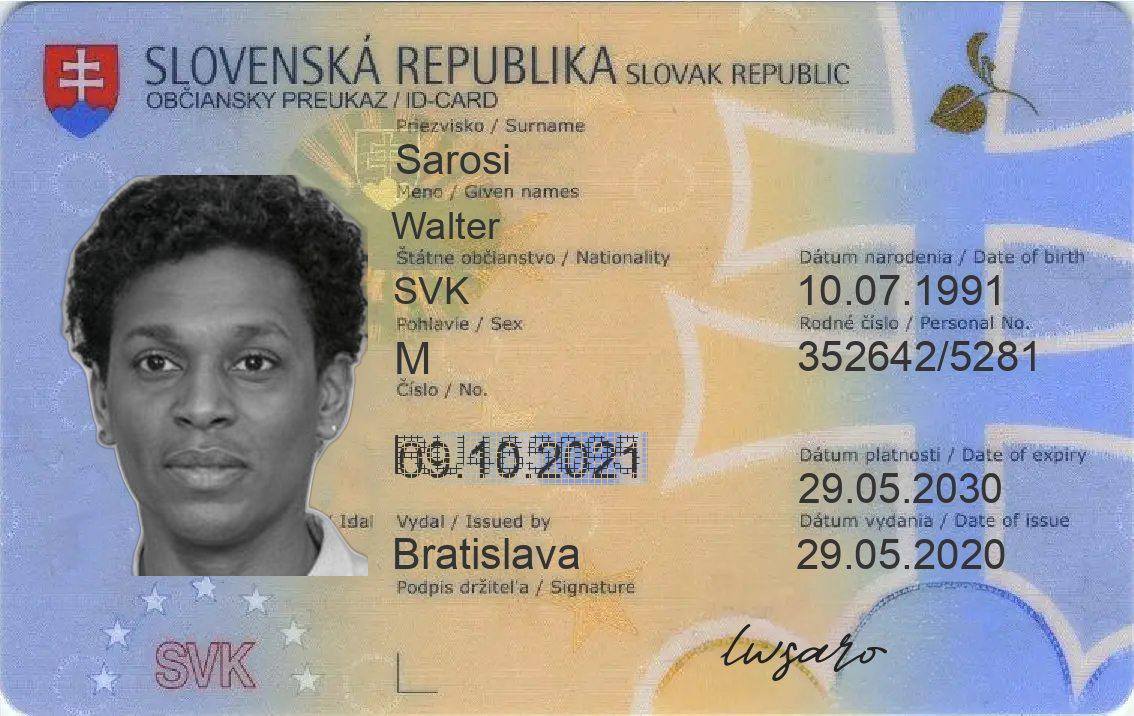 SLOVENSKÁ REPUBLIKA SLOVAK REPUBLIC
OBČIANSKY PREUKAZ / ID-CARD
Priezvisko / Surname
Sarosi
Meno / Given names
Walter
Štátne občianstvo / Nationality
SVK
Dátum narodenia / Date of birth
10.07.1991
Pohlavie / Sex
M
Rodné číslo / Personal No.
352642/5281
Číslo / No.
09.10.2021
Dátum platnosti / Date of expiry
29.05.2030
Vydal / Issued by
Bratislava
Dátum vydania / Date of issue
29.05.2020
Podpis držiteľa / Signature
SVK